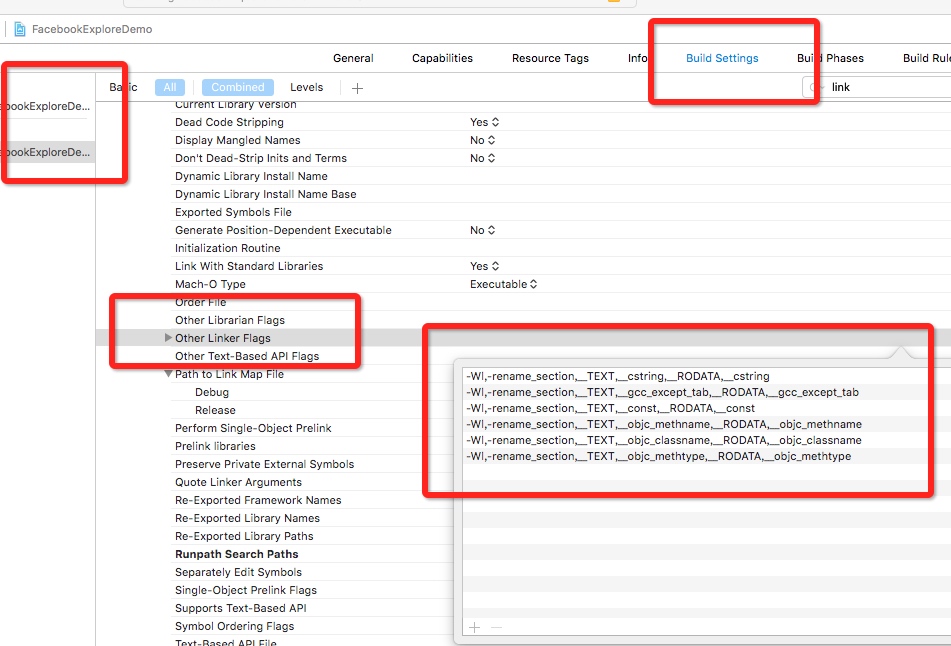 FacebookExploreDemo
General Capabilities Resource Tags Info Build Settings Build Phases Build Rule
Basic All Combined Levels + link
bookExploreDe...
bookExploreDe...
Current Library Version
Dead Code Stripping Yes
Display Mangled Names No
Don't Dead-Strip Inits and Terms No
Dynamic Library Install Name
Dynamic Library Install Name Base
Exported Symbols File
Generate Position-Dependent Executable No
Initialization Routine
Link With Standard Libraries Yes
Mach-O Type Executable
Order File
Other Librarian Flags
Other Linker Flags
Other Text-Based API Flags
Path to Link Map File
Debug
Release
Perform Single-Object Prelink
Prelink libraries
Preserve Private External Symbols
Quote Linker Arguments
Re-Exported Framework Names
Re-Exported Library Names
Re-Exported Library Paths
Runpath Search Paths
Separately Edit Symbols
Single-Object Prelink Flags
Supports Text-Based API
Symbol Ordering Flags
Text-Based API File
-Wl,-rename_section,__TEXT,__cstring,__RODATA,__cstring
-Wl,-rename_section,__TEXT,__gcc_except_tab,__RODATA,__gcc_except_tab
-Wl,-rename_section,__TEXT,__const,__RODATA,__const
-Wl,-rename_section,__TEXT,__objc_methname,__RODATA,__objc_methname
-Wl,-rename_section,__TEXT,__objc_classname,__RODATA,__objc_classname
-Wl,-rename_section,__TEXT,__objc_methtype,__RODATA,__objc_methtype